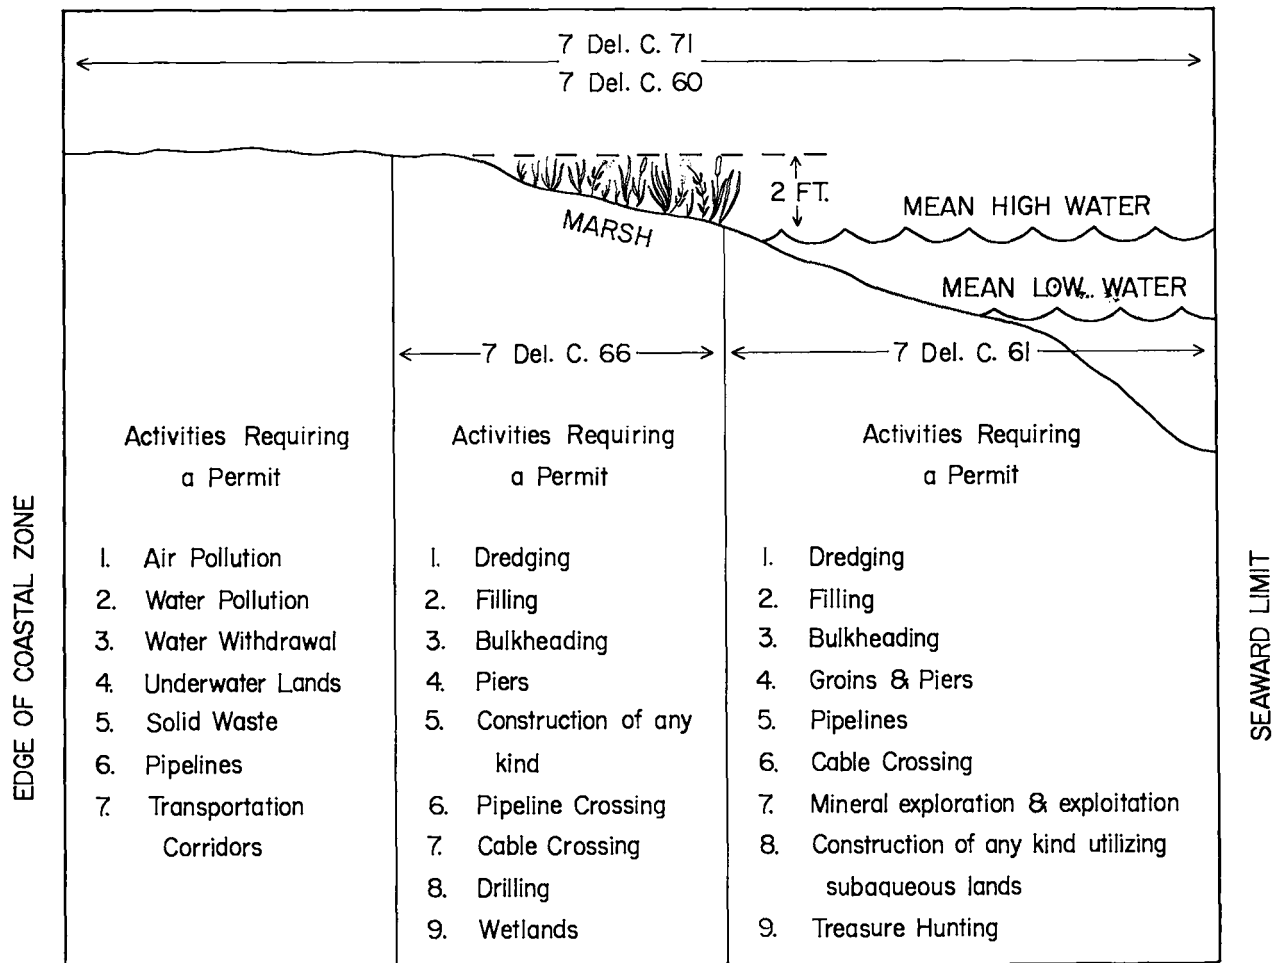 7 Del. C. 71
7 Del. C. 60
2 FT.
MEAN HIGH WATER
MARSH
MEAN LOW WATER
7 Del. C. 66
7 Del. C. 61
EDGE OF COASTAL ZONE
Activities Requiring
a Permit
1. Air Pollution
2. Water Pollution
3. Water Withdrawal
4. Underwater Lands
5. Solid Waste
6. Pipelines
7. Transportation
Corridors
Activities Requiring
a Permit
1. Dredging
2. Filling
3. Bulkheading
4. Piers
5. Construction of any
kind
6. Pipeline Crossing
7. Cable Crossing
8. Drilling
9. Wetlands
Activities Requiring
a Permit
1. Dredging
2. Filling
3. Bulkheading
4. Groins & Piers
5. Pipelines
6. Cable Crossing
7. Mineral exploration & exploitation
8. Construction of any kind utilizing
subaqueous lands
9. Treasure Hunting
SEAWARD LIMIT